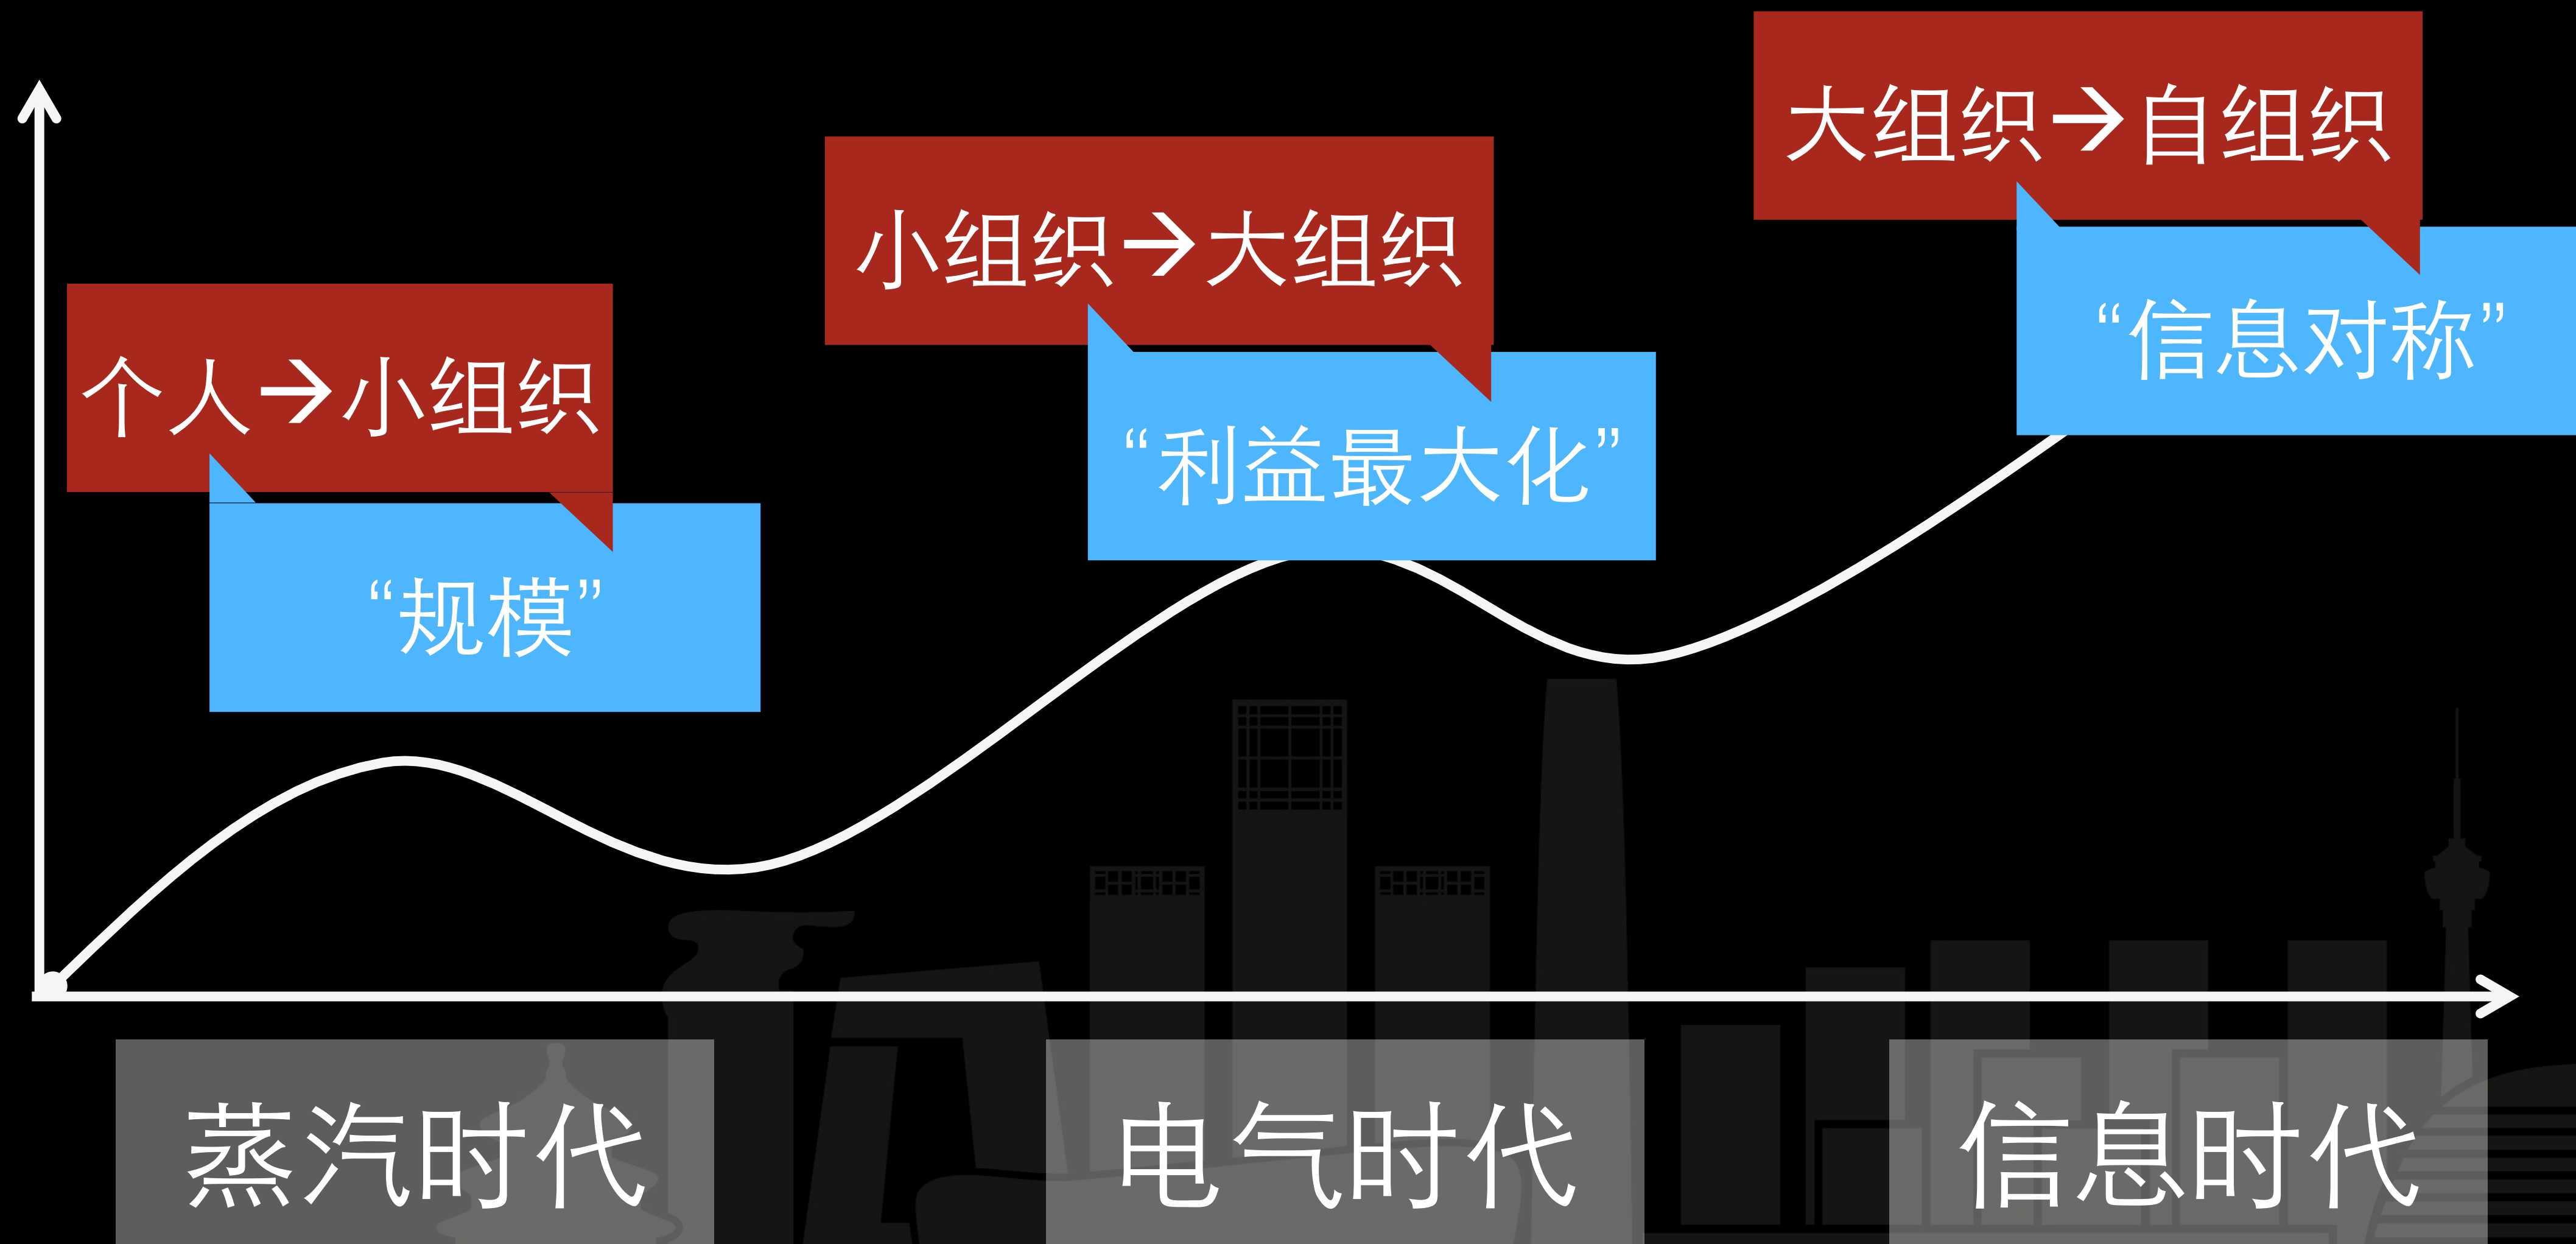 大组织→自组织
“信息对称”
小组织→大组织
“利益最大化”
个人→小组织
“规模”
蒸汽时代
电气时代
信息时代